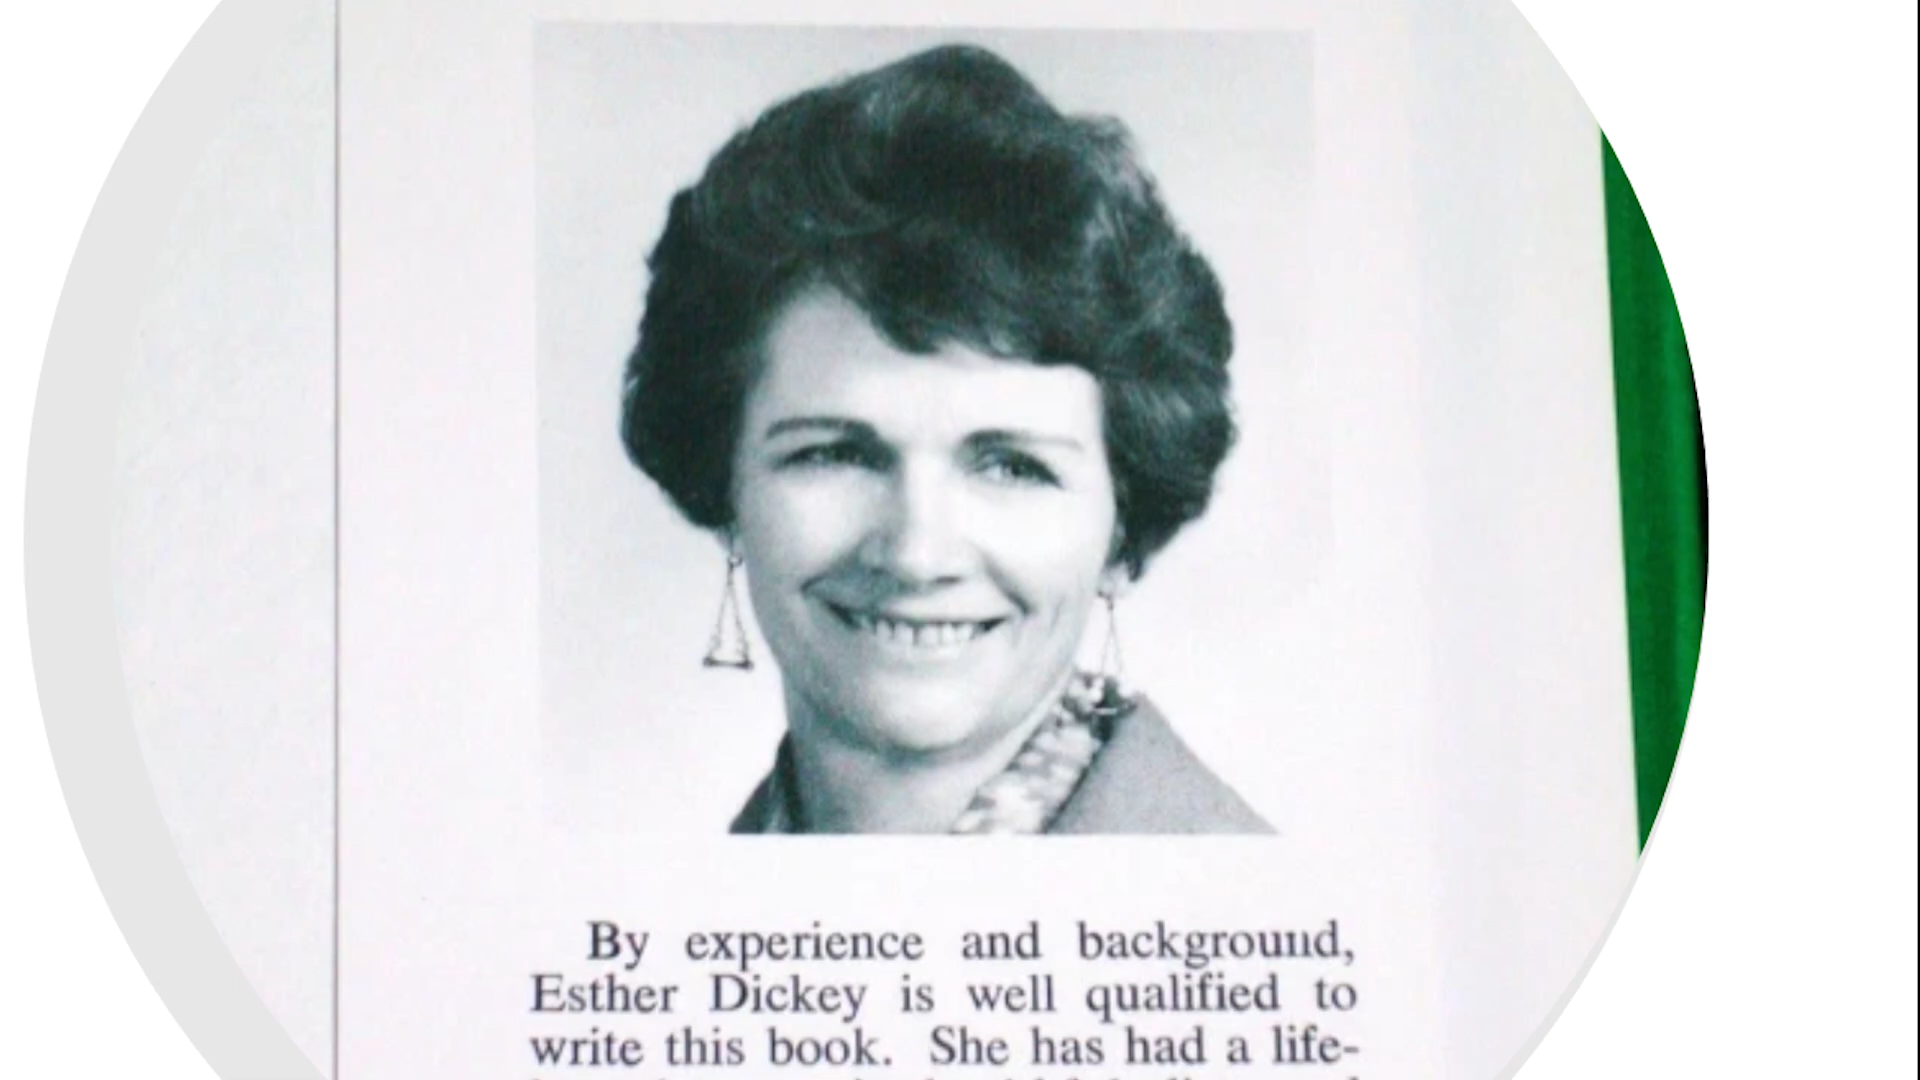 By experience and background,
Esther Dickey is well qualified to
write this book. She has had a life-